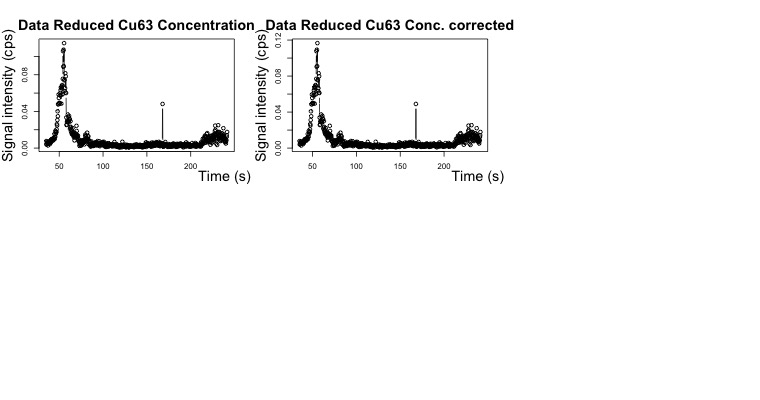 Data Reduced Cu63 Concentration
Signal intensity (cps)
0.00 0.04 0.08
50 100 150 200
Time (s)
Data Reduced Cu63 Conc. corrected
Signal intensity (cps)
0.00 0.04 0.08 0.12
50 100 150 200
Time (s)